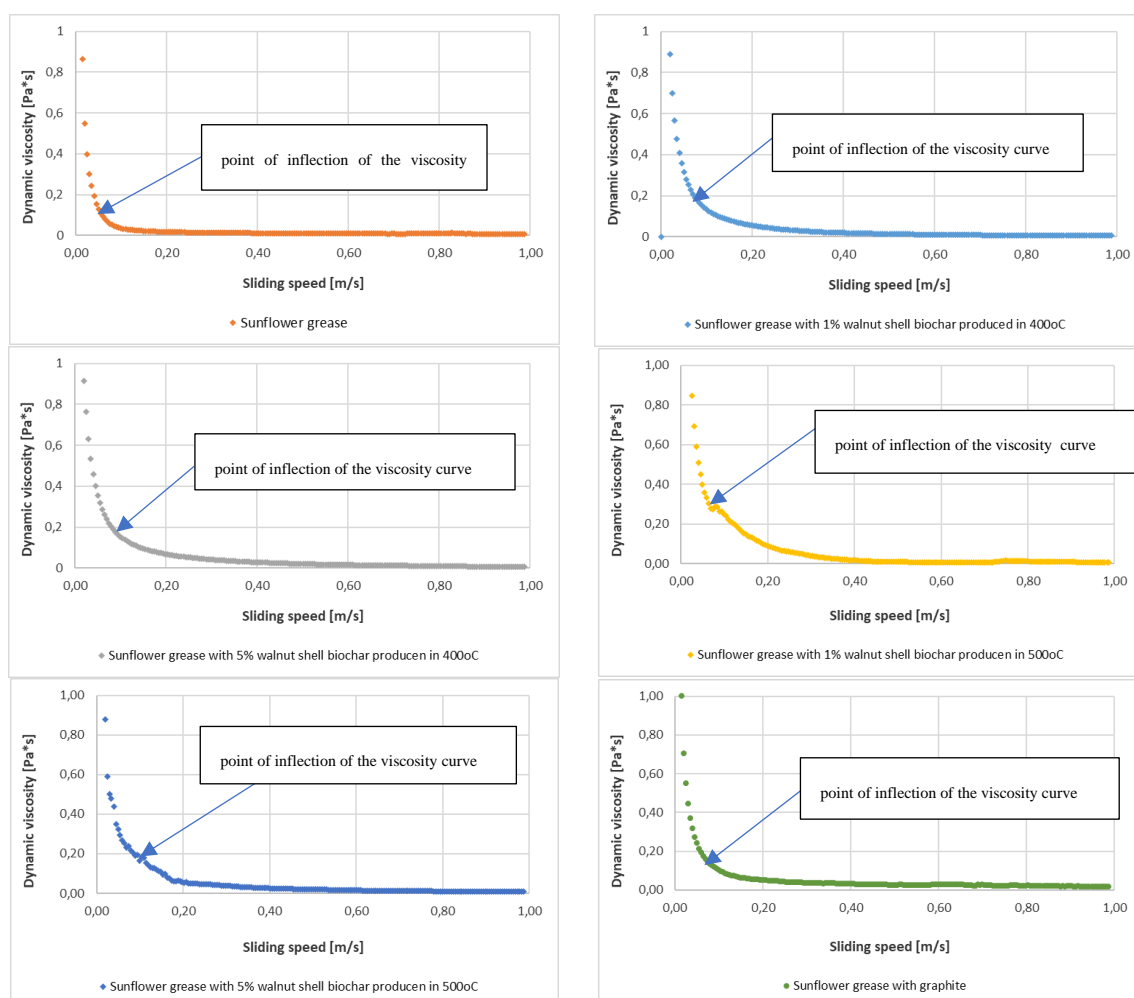 Dynamic viscosity [Pa*s]
1
0,8
0,6
0,4
0,2
0
point of inflection of the viscosity
0,00 0,20 0,40 0,60 0,80 1,00
Sliding speed [m/s]
Sunflower grease
Dynamic viscosity [Pa*s]
1
0,8
0,6
0,4
0,2
0
point of inflection of the viscosity curve
0,00 0,20 0,40 0,60 0,80 1,00
Sliding speed [m/s]
Sunflower grease with 1% walnut shell biochar produced in 400oC
Dynamic viscosity [Pa*s]
1
0,8
0,6
0,4
0,2
0
point of inflection of the viscosity curve
0,00 0,20 0,40 0,60 0,80 1,00
Sliding speed [m/s]
Sunflower grease with 5% walnut shell biochar producen in 400oC
Dynamic viscosity [Pa*s]
1,00
0,80
0,60
0,40
0,20
0,00
point of inflection of the viscosity curve
0,00 0,20 0,40 0,60 0,80 1,00
Sliding speed [m/s]
Sunflower grease with 1% walnut shell biochar producen in 500oC
Dynamic viscosity [Pa*s]
1,00
0,80
0,60
0,40
0,20
0,00
point of inflection of the viscosity curve
0,00 0,20 0,40 0,60 0,80 1,00
Sliding speed [m/s]
Sunflower grease with 5% walnut shell biochar producen in 500oC
Dynamic viscosity [Pa*s]
1,00
0,80
0,60
0,40
0,20
0,00
point of inflection of the viscosity curve
0,00 0,20 0,40 0,60 0,80 1,00
Sliding speed [m/s]
Sunflower grease with graphite